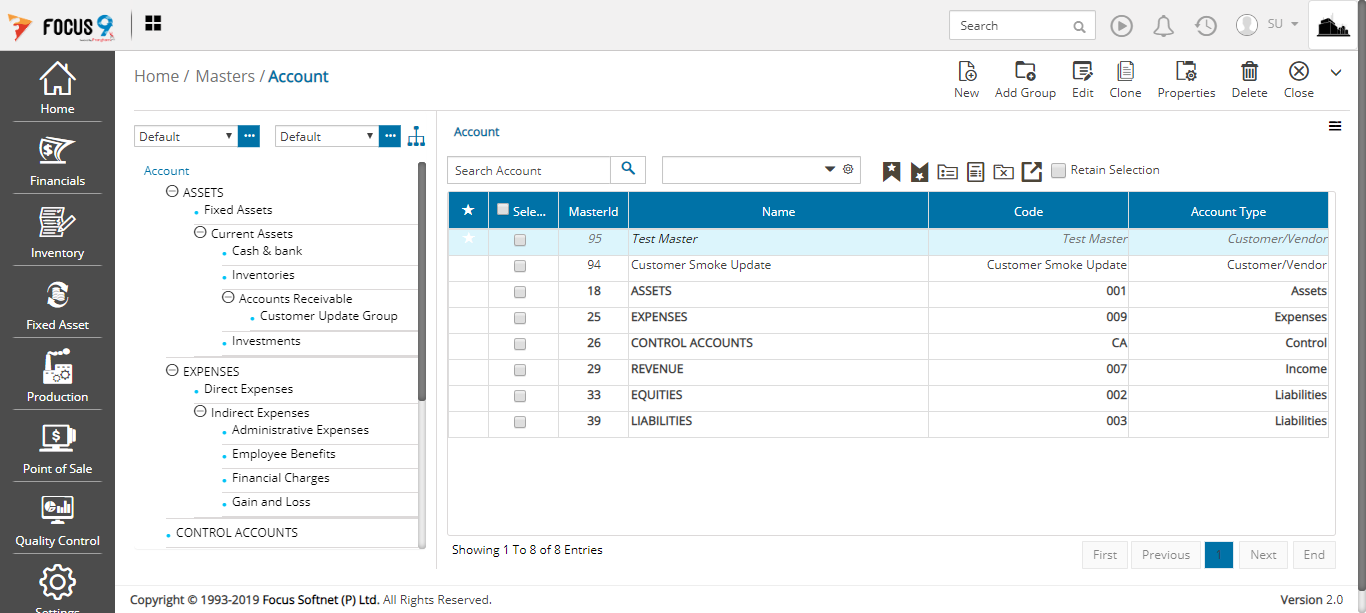 FOCUS 9
Search
SU
Home
Financials
Inventory
Fixed Asset
Production
Point of Sale
Quality Control
Settings
Home / Masters / Account
New Add Group Edit Clone Properties Delete Close
Default Default
Account
ASSETS
Fixed Assets
Current Assets
Cash & bank
Inventories
Accounts Receivable
Customer Update Group
Investments
EXPENSES
Direct Expenses
Indirect Expenses
Administrative Expenses
Employee Benefits
Financial Charges
Gain and Loss
CONTROL ACCOUNTS
Account
Search Account
Retain Selection
Sele... MasterId Name Code Account Type
95 Test Master Test Master Customer/Vendor
94 Customer Smoke Update Customer Smoke Update Customer/Vendor
18 ASSETS 001 Assets
25 EXPENSES 009 Expenses
26 CONTROL ACCOUNTS CA Control
29 REVENUE 007 Income
33 EQUITIES 002 Liabilities
39 LIABILITIES 003 Liabilities
Showing 1 To 8 of 8 Entries
First Previous 1 Next End
Copyright © 1993-2019 Focus Softnet (P) Ltd. All Rights Reserved.
Version 2.0